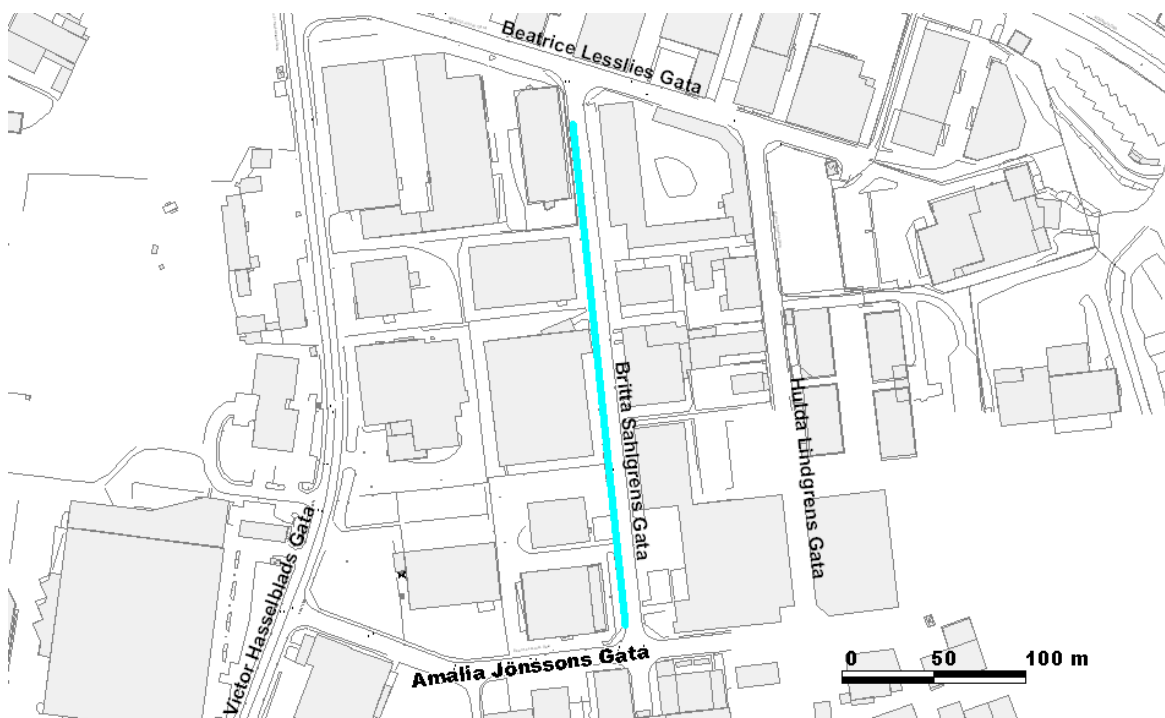 Beatrice Lesslies Gata
Britta Sahlgrens Gata
Hulda Lindgrens Gata
Victor Hasselblads Gata
Amalia Jönssons Gata
0 50 100 m